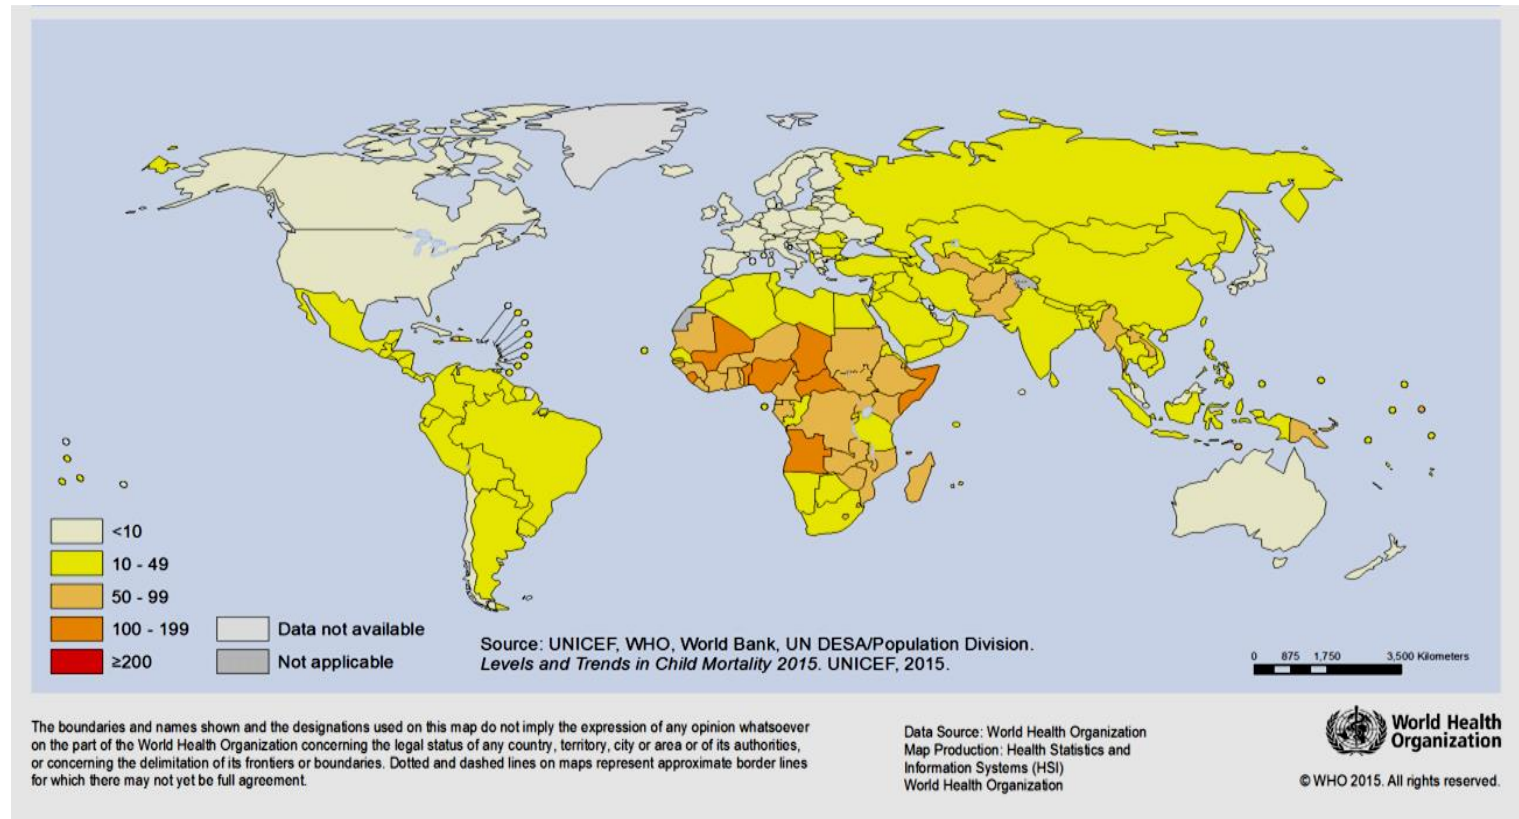 <10
10 - 49
50 - 99
100 - 199
≥200
Data not available
Not applicable
Source: UNICEF, WHO, World Bank, UN DESA/Population Division.
Levels and Trends in Child Mortality 2015. UNICEF, 2015.
0 875 1,750 3,500 Kilometers
The boundaries and names shown and the designations used on this map do not imply the expression of any opinion whatsoever
on the part of the World Health Organization concerning the legal status of any country, territory, city or area or of its authorities,
or concerning the delimitation of its frontiers or boundaries. Dotted and dashed lines on maps represent approximate border lines
for which there may not yet be full agreement.
Data Source: World Health Organization
Map Production: Health Statistics and
Information Systems (HSI)
World Health Organization
World Health
Organization
© WHO 2015. All rights reserved.